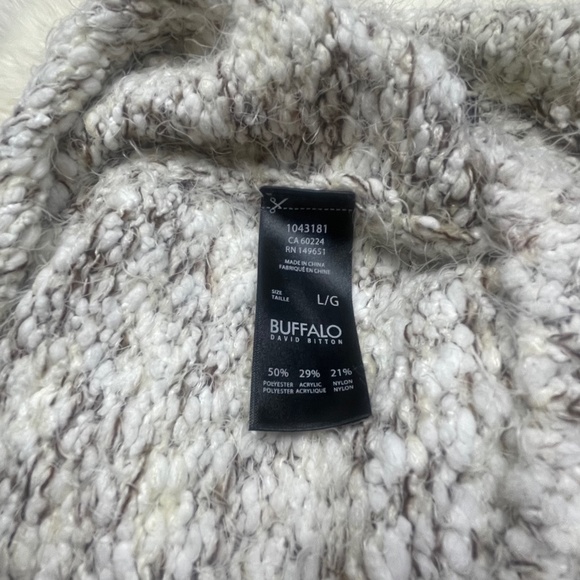 1043181
CA 60224
RN 149651
MADE IN CHINA
FABRIQUÉ EN CHINE
SIZE
TAILLE
L/G
BUFFALO
DAVID BITTON
50% 29% 21%
POLYESTER ACRYLIC NYLON
POLYESTER ACRYLIQUE NYLON